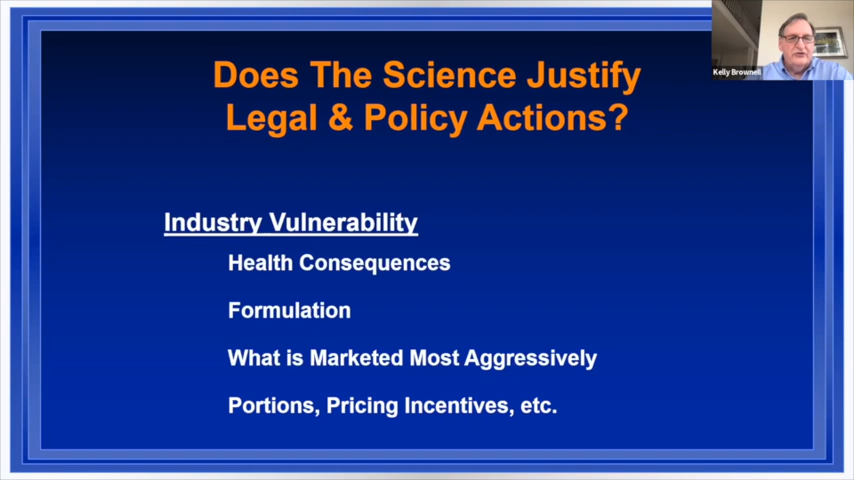 Does The Science Justify
Legal & Policy Actions?
Kelly Brownell
Industry Vulnerability
Health Consequences
Formulation
What is Marketed Most Aggressively
Portions, Pricing Incentives, etc.